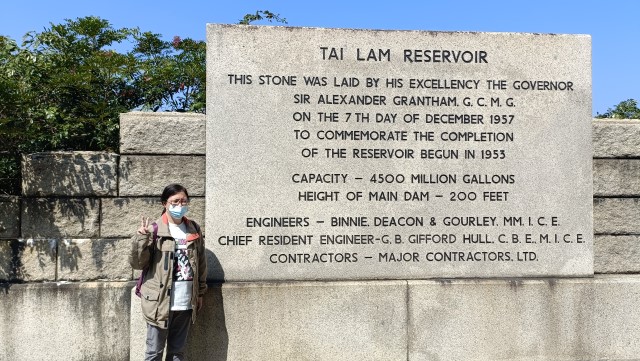 TAI LAM RESERVOIR
THIS STONE WAS LAID BY HIS EXCELLENCY THE GOVERNOR
SIR ALEXANDER GRANTHAM, G. C. M. G.
ON THE 7TH DAY OF DECEMBER 1957
TO COMMEMORATE THE COMPLETION
OF THE RESERVOIR BEGUN IN 1953
CAPACITY – 4500 MILLION GALLONS
HEIGHT OF MAIN DAM – 200 FEET
ENGINEERS – BINNIE, DEACON & GOURLEY, MM. I. C. E.
CHIEF RESIDENT ENGINEER-G. B. GIFFORD HULL, C. B. E., M. I. C. E.
CONTRACTORS – MAJOR CONTRACTORS, LTD.